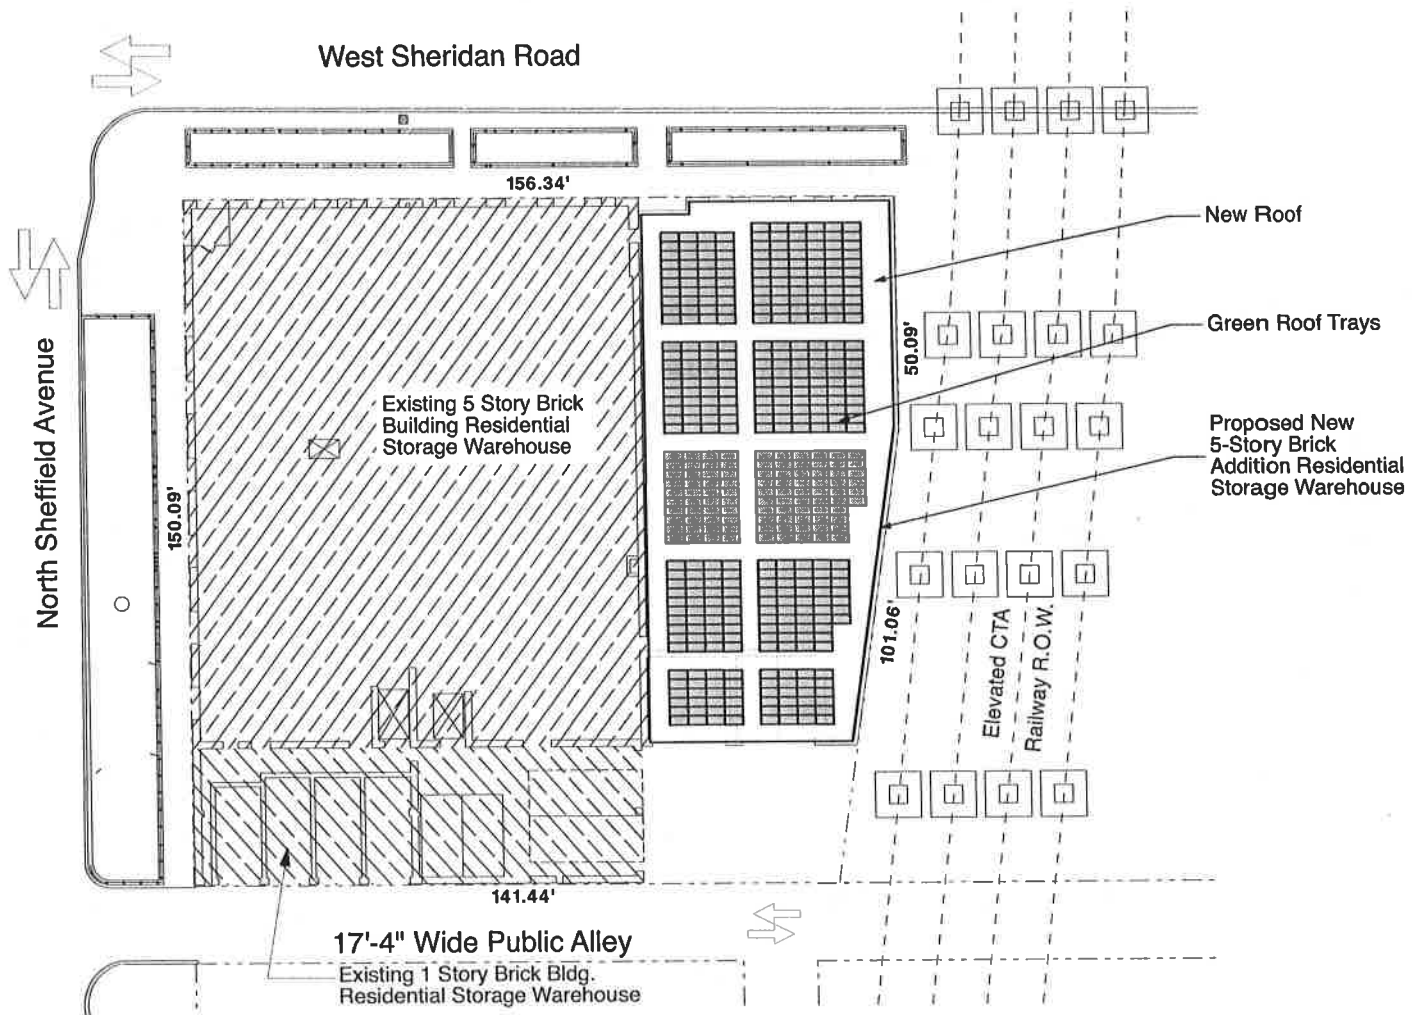 West Sheridan Road
156.34'
New Roof
Green Roof Trays
50.09'
Proposed New
5-Story Brick
Addition Residential
Storage Warehouse
Existing 5 Story Brick
Building Residential
Storage Warehouse
North Sheffield Avenue
150.09'
101.06'
Elevated CTA
Railway R.O.W.
141.44'
17'-4" Wide Public Alley
Existing 1 Story Brick Bldg.
Residential Storage Warehouse